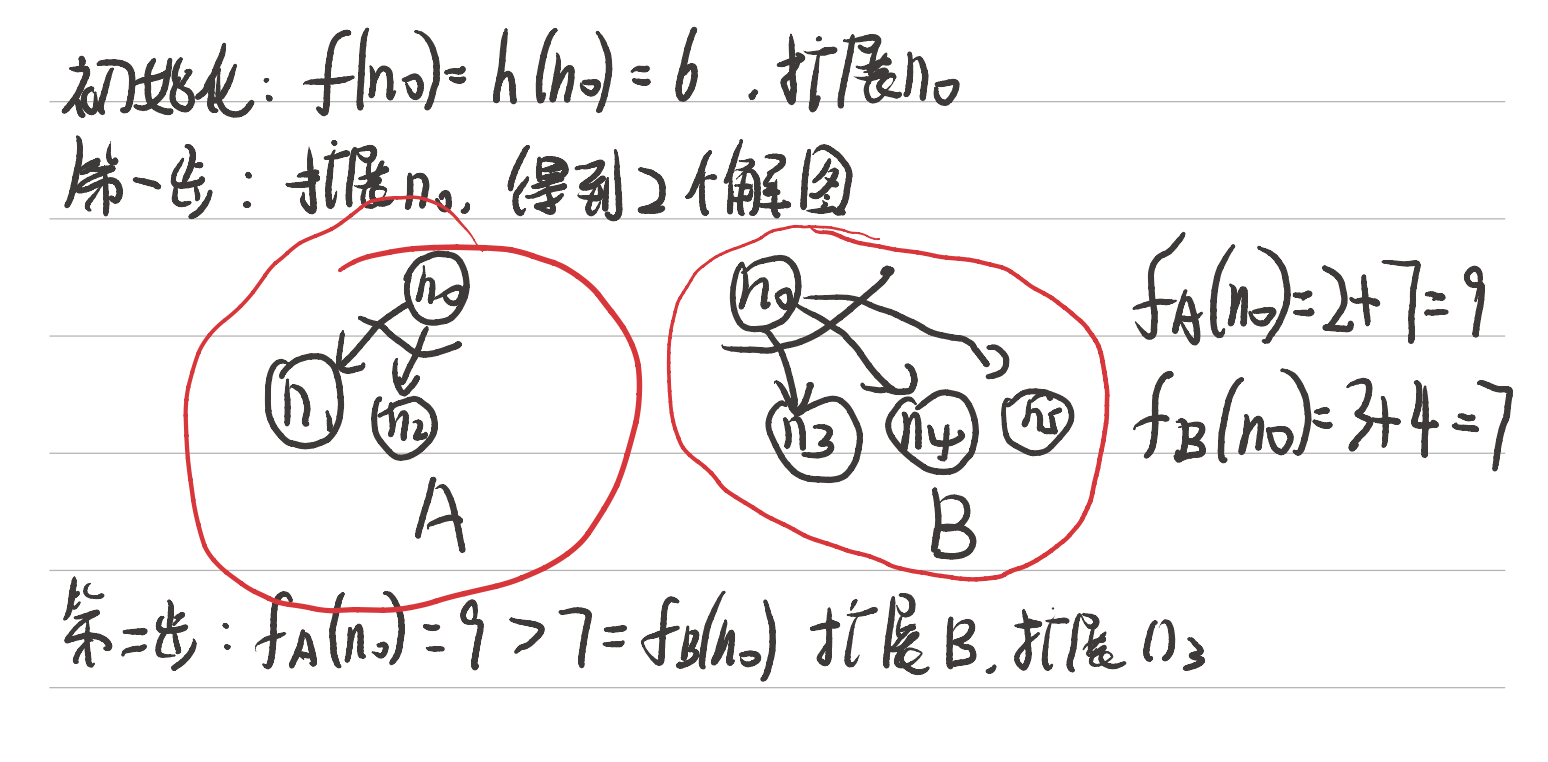 初始化: f(n0)= h(n0) = 6 .扩展n0
第一步: 扩展n0, 得到2个解图
n0
n1 n2
A
n0
n3 n4 n5
B
fA(n0)=2+7=9
fB(n0)=3+4=7
第二步: fA(n0)=9>7=fB(n0) 扩展B.扩展n3